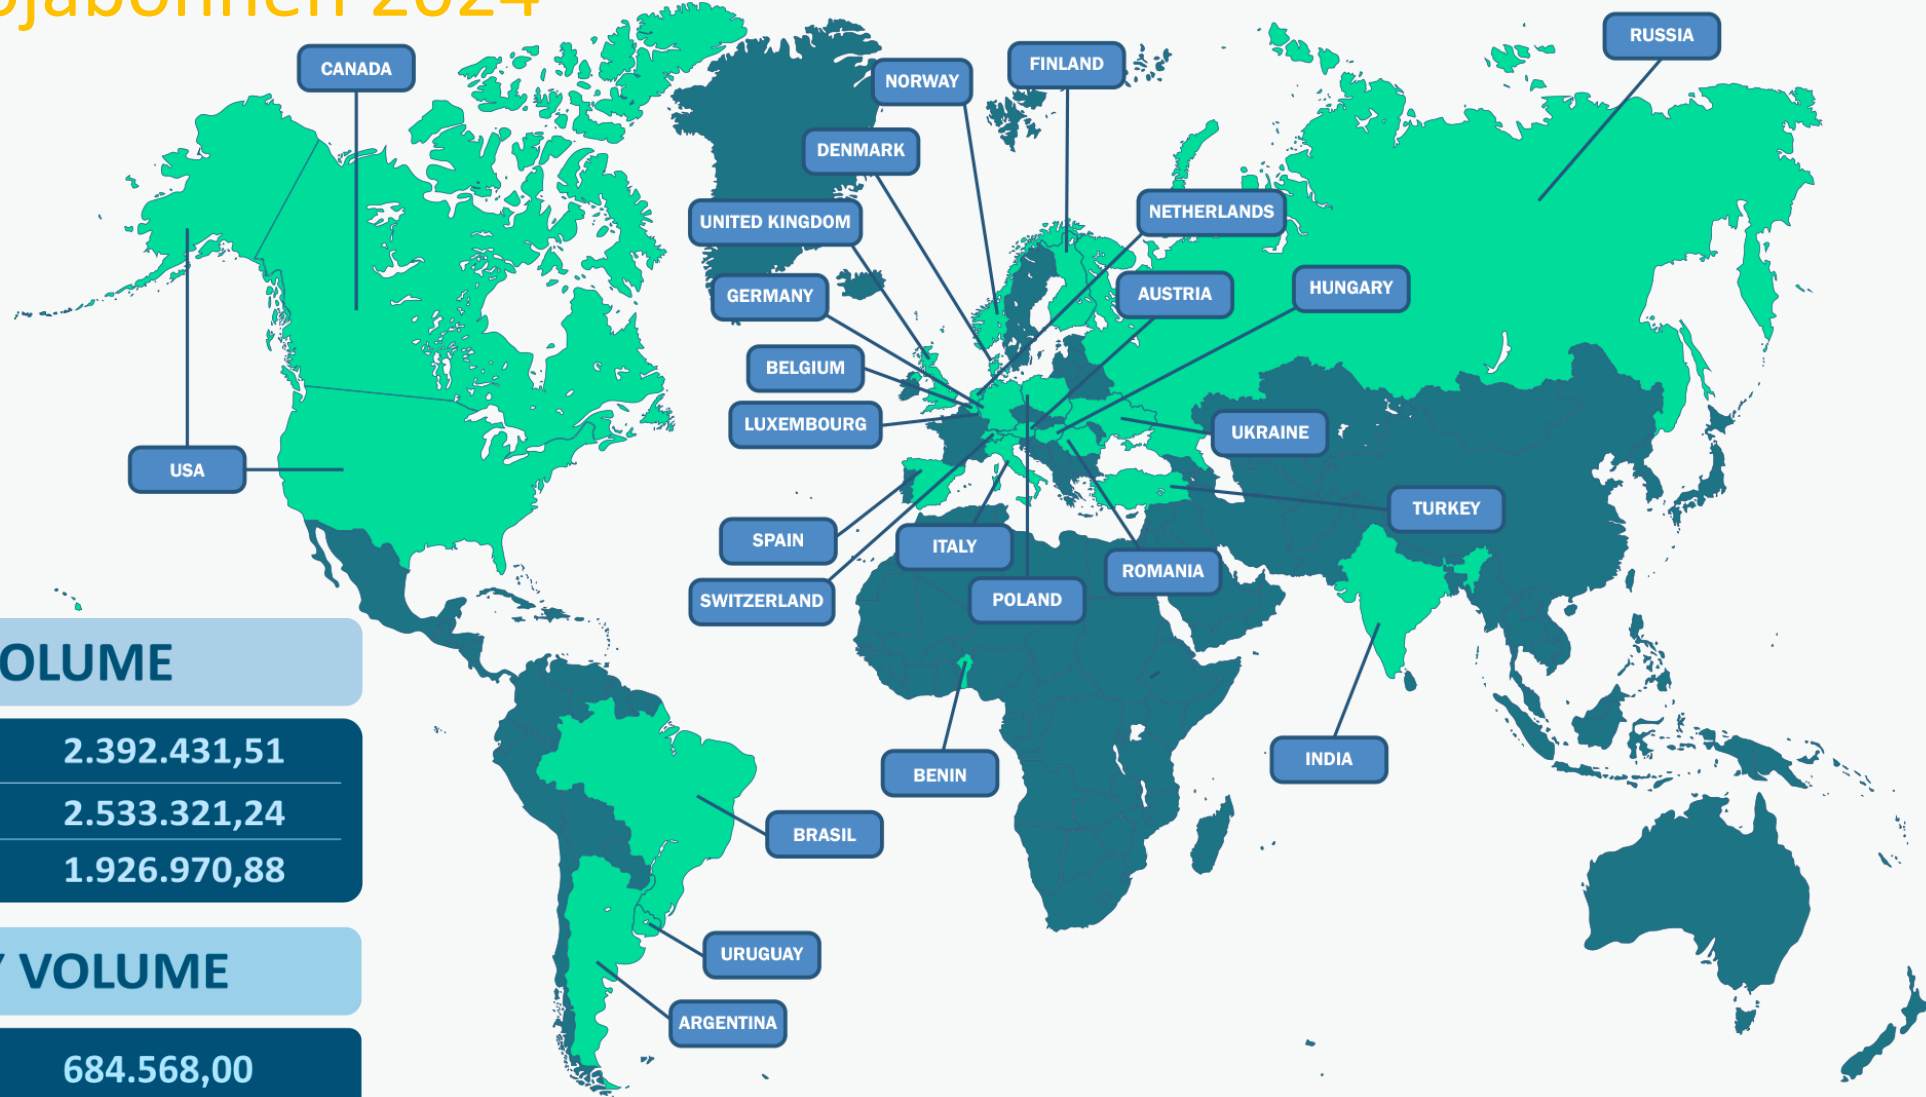 ojabonnen 2024
RUSSIA
CANADA
FINLAND
NORWAY
DENMARK
UNITED KINGDOM
NETHERLANDS
GERMANY
AUSTRIA
HUNGARY
BELGIUM
LUXEMBOURG
UKRAINE
USA
TURKEY
SPAIN
ITALY
ROMANIA
SWITZERLAND
POLAND
OLUME
2.392.431,51
2.533.321,24
1.926.970,88
BENIN
INDIA
BRASIL
Y VOLUME
URUGUAY
ARGENTINA
684.568,00